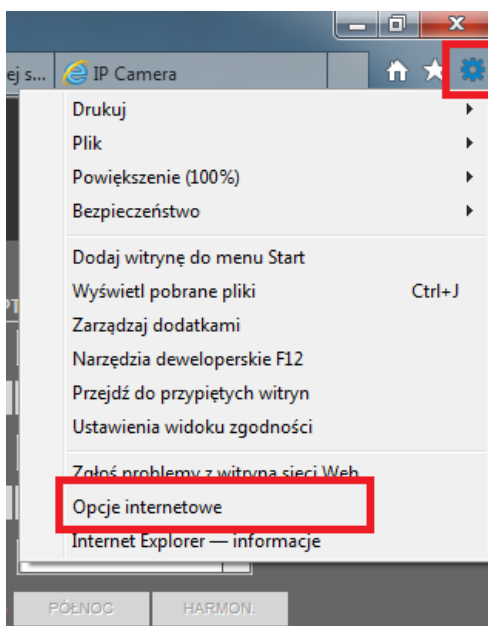 ej s...
IP Camera
Drukuj
Plik
Powiększenie (100%)
Bezpieczeństwo
Dodaj witrynę do menu Start
Wyświetl pobrane pliki Ctrl+J
Zarządzaj dodatkami
Narzędzia deweloperskie F12
Przejdź do przypiętych witryn
Ustawienia widoku zgodności
Zgłoś problemy z witryną sieci Web
Opcje internetowe
Internet Explorer — informacje
PÓŁNOC
HARMON.